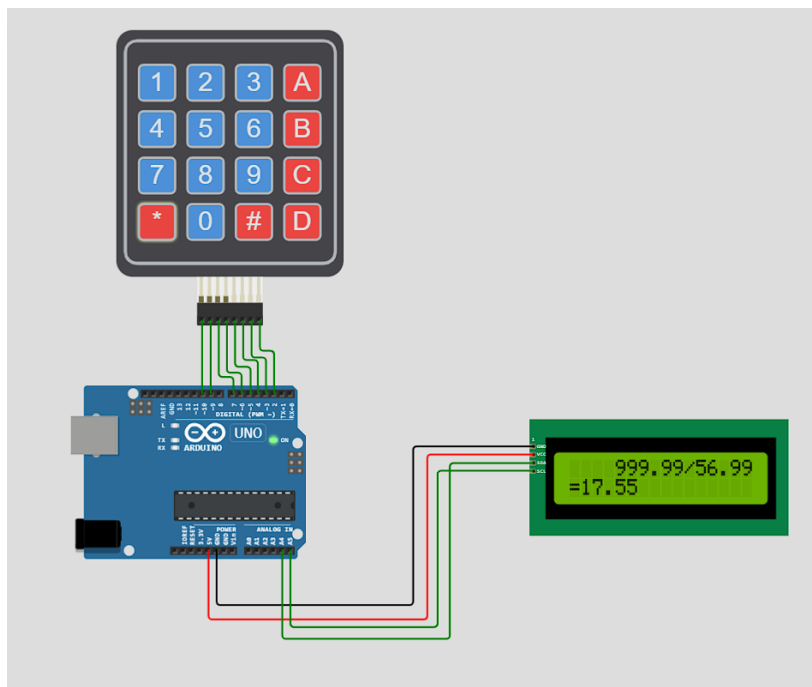 1 2 3 A
4 5 6 B
7 8 9 C
* 0 # D
AREF
GND
13
12
~11
~10
~9
8
7
~6
~5
4
~3
2
TX→1
RX←0
DIGITAL (PWM ~)
L
TX
RX
UNO
ARDUINO
ON
IOREF
RESET
3.3V
5V
GND
GND
Vin
POWER
ANALOG IN
A0
A1
A2
A3
A4
A5
1
GND
VCC
SDA
SCL
999.99/56.99
=17.55